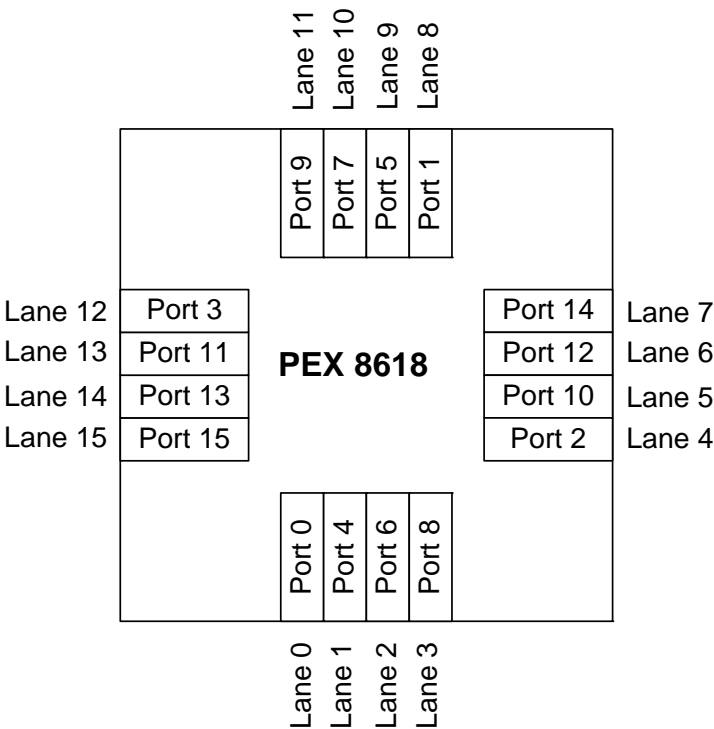 Lane 11
Lane 10
Lane 9
Lane 8
Port 9
Port 7
Port 5
Port 1
Lane 12
Port 3
Port 14
Lane 7
Lane 13
Port 11
PEX 8618
Port 12
Lane 6
Lane 14
Port 13
Port 10
Lane 5
Lane 15
Port 15
Port 2
Lane 4
Port 0
Port 4
Port 6
Port 8
Lane 0
Lane 1
Lane 2
Lane 3